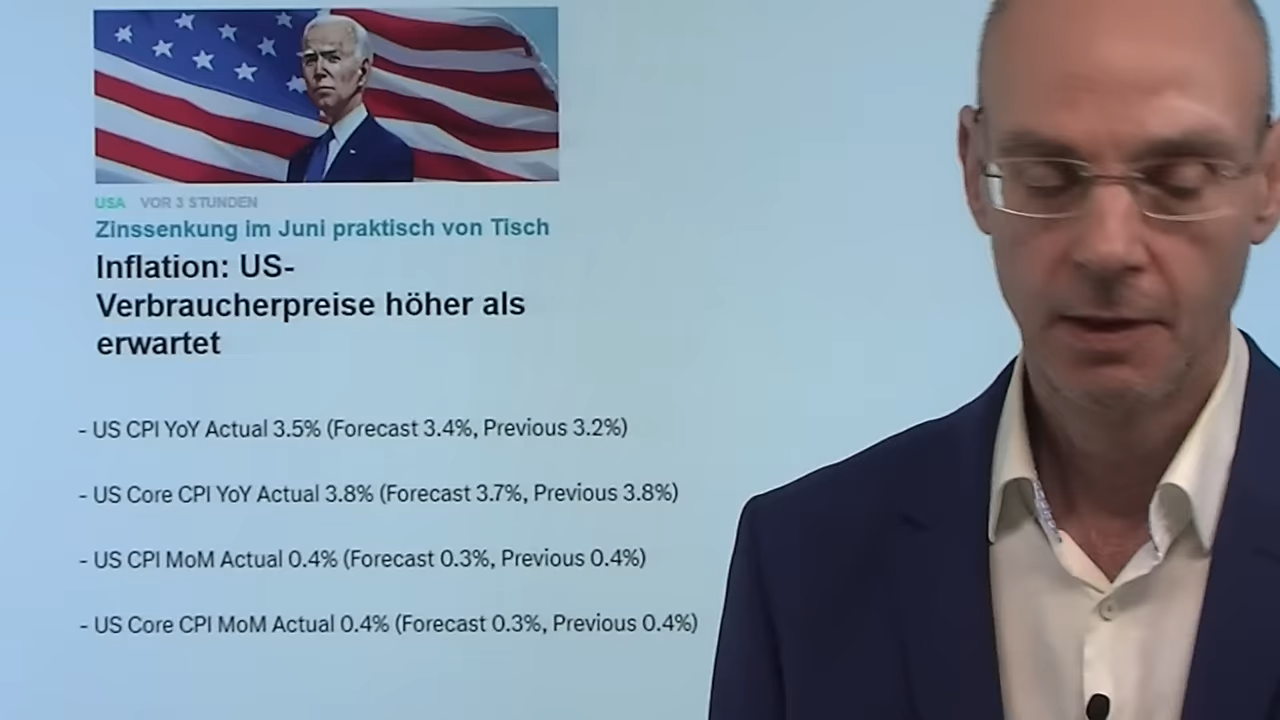 USA VOR 3 STUNDEN
Zinssenkung im Juni praktisch von Tisch
Inflation: US-
Verbraucherpreise höher als
erwartet
- US CPI YoY Actual 3.5% (Forecast 3.4%, Previous 3.2%)
- US Core CPI YoY Actual 3.8% (Forecast 3.7%, Previous 3.8%)
- US CPI MoM Actual 0.4% (Forecast 0.3%, Previous 0.4%)
- US Core CPI MoM Actual 0.4% (Forecast 0.3%, Previous 0.4%)